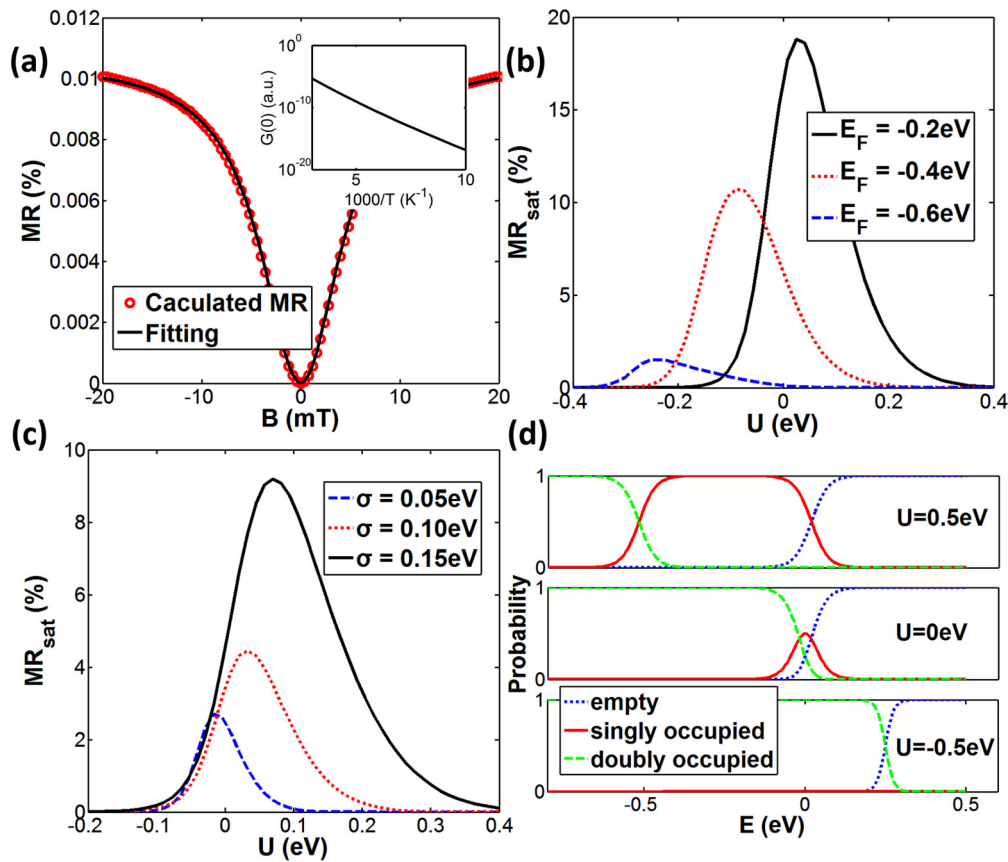 (a)
0.012
0.01
0.008
0.006
0.004
0.002
0
MR (%)
-20
-10
0
10
20
B (mT)
Caculated MR
Fitting
G(0) (a.u.)
10^0
10^-10
10^-20
5
10
1000/T (K^-1)
(b)
20
15
10
5
0
MR_sat (%)
-0.4
-0.2
0
0.2
0.4
U (eV)
E_F = -0.2eV
E_F = -0.4eV
E_F = -0.6eV
(c)
10
8
6
4
2
0
MR_sat (%)
-0.2
-0.1
0
0.1
0.2
0.3
0.4
U (eV)
σ = 0.05eV
σ = 0.10eV
σ = 0.15eV
(d)
1
0
U=0.5eV
1
0
U=0eV
1
0
U=-0.5eV
Probability
empty
singly occupied
doubly occupied
-0.5
0
0.5
E (eV)